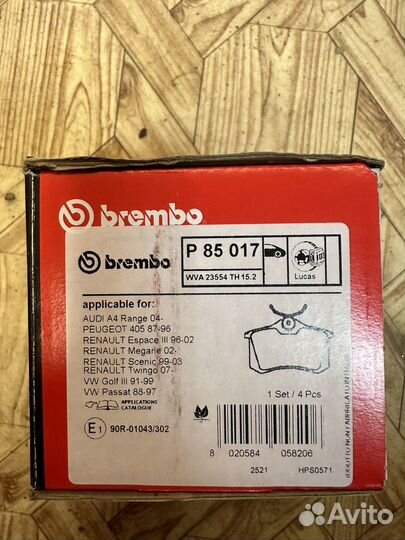 brembo
brembo
P 85 017
WVA 23554 TH 15.2
Lucas
applicable for:
AUDI A4 Range 04-
PEUGEOT 405 87-96
RENAULT Espace III 96-02
RENAULT Megane 02-
RENAULT Scenic 99-03
RENAULT Twingo 07-
VW Golf III 91-99
VW Passat 88-97
APPLICATIONS
CATALOGUE
E1 90R-01043/302
1 Set / 4 Pcs
8 020584 058206
2521 HPS0571
Avito